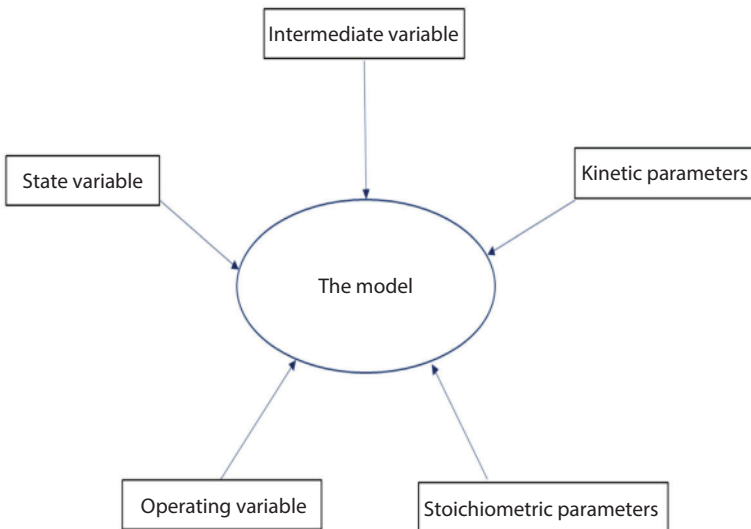 Intermediate variable
State variable
Kinetic parameters
The model
Operating variable
Stoichiometric parameters